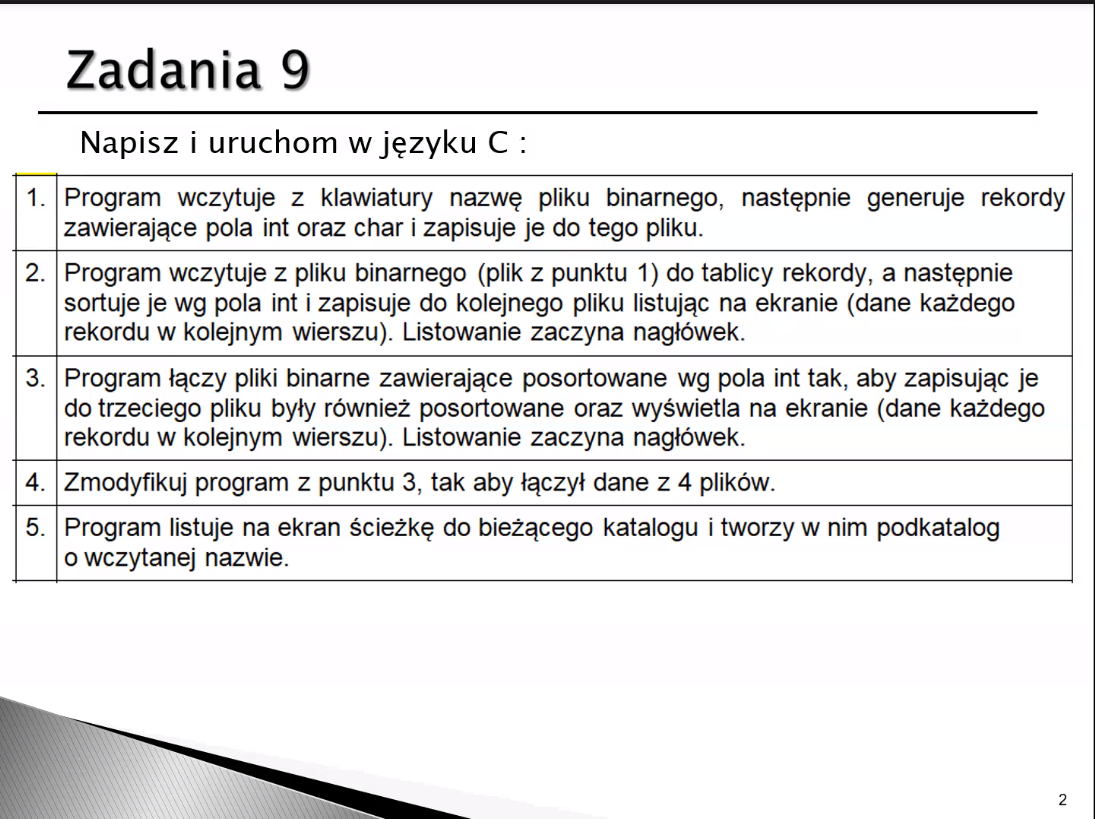 Zadania 9
Napisz i uruchom w języku C :
1. Program wczytuje z klawiatury nazwę pliku binarnego, następnie generuje rekordy
zawierające pola int oraz char i zapisuje je do tego pliku.
2. Program wczytuje z pliku binarnego (plik z punktu 1) do tablicy rekordy, a następnie
sortuje je wg pola int i zapisuje do kolejnego pliku listując na ekranie (dane każdego
rekordu w kolejnym wierszu). Listowanie zaczyna nagłówek.
3. Program łączy pliki binarne zawierające posortowane wg pola int tak, aby zapisując je
do trzeciego pliku były również posortowane oraz wyświetla na ekranie (dane każdego
rekordu w kolejnym wierszu). Listowanie zaczyna nagłówek.
4. Zmodyfikuj program z punktu 3, tak aby łączył dane z 4 plików.
5. Program listuje na ekran ścieżkę do bieżącego katalogu i tworzy w nim podkatalog
o wczytanej nazwie.
2